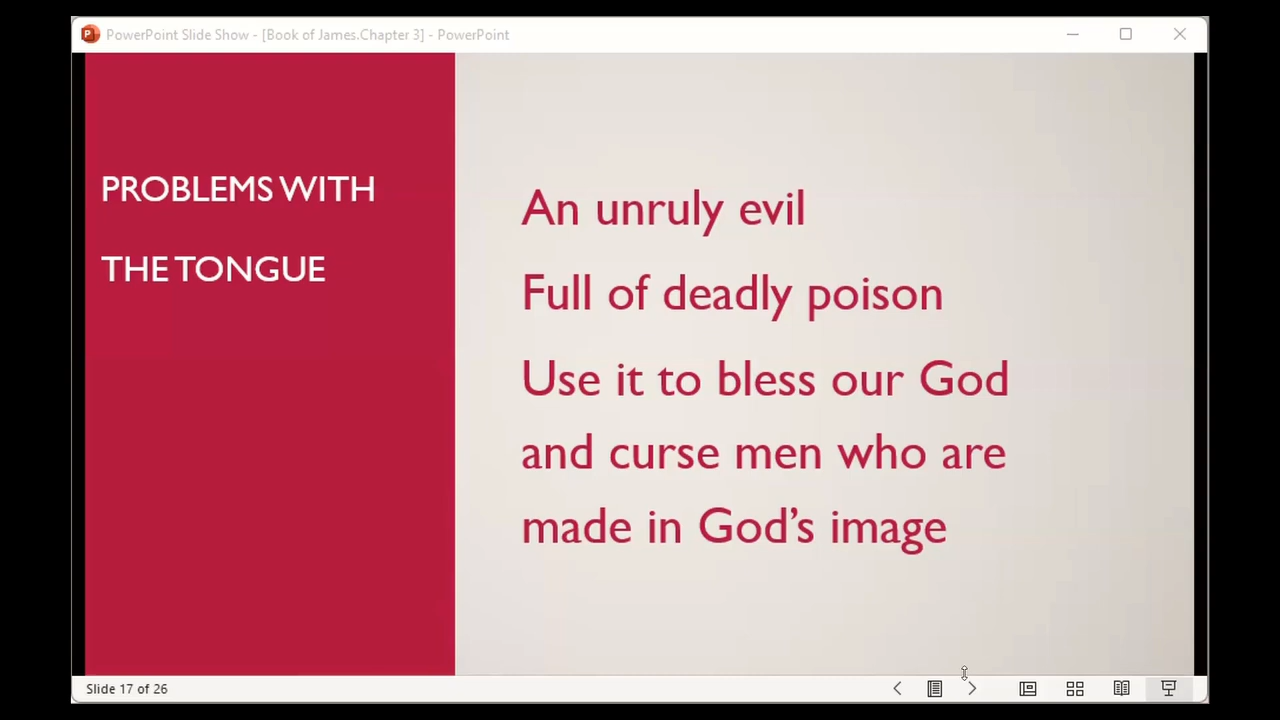 PowerPoint Slide Show - [Book of James.Chapter 3] - PowerPoint
PROBLEMS WITH
THE TONGUE
An unruly evil
Full of deadly poison
Use it to bless our God
and curse men who are
made in God’s image
Slide 17 of 26